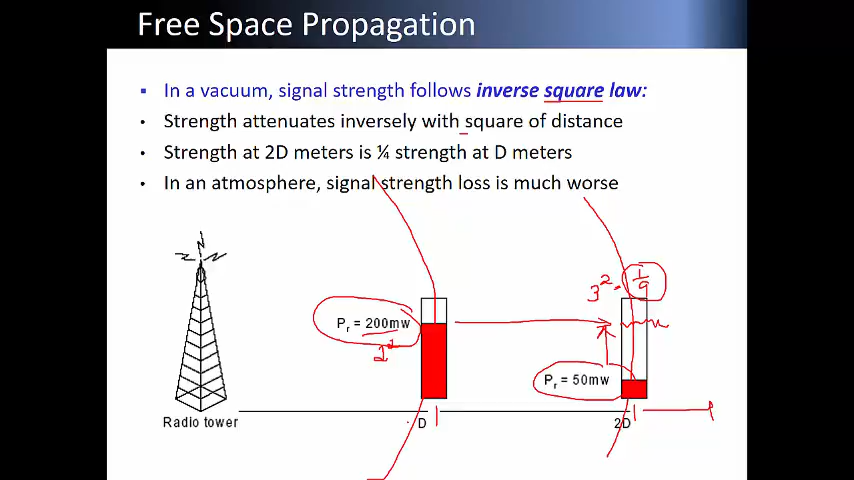 Free Space Propagation
In a vacuum, signal strength follows inverse square law:
Strength attenuates inversely with square of distance
Strength at 2D meters is ¼ strength at D meters
In an atmosphere, signal strength loss is much worse
3² 1/9
Pr = 200mw
Pr = 50mw
D
2D
Radio tower